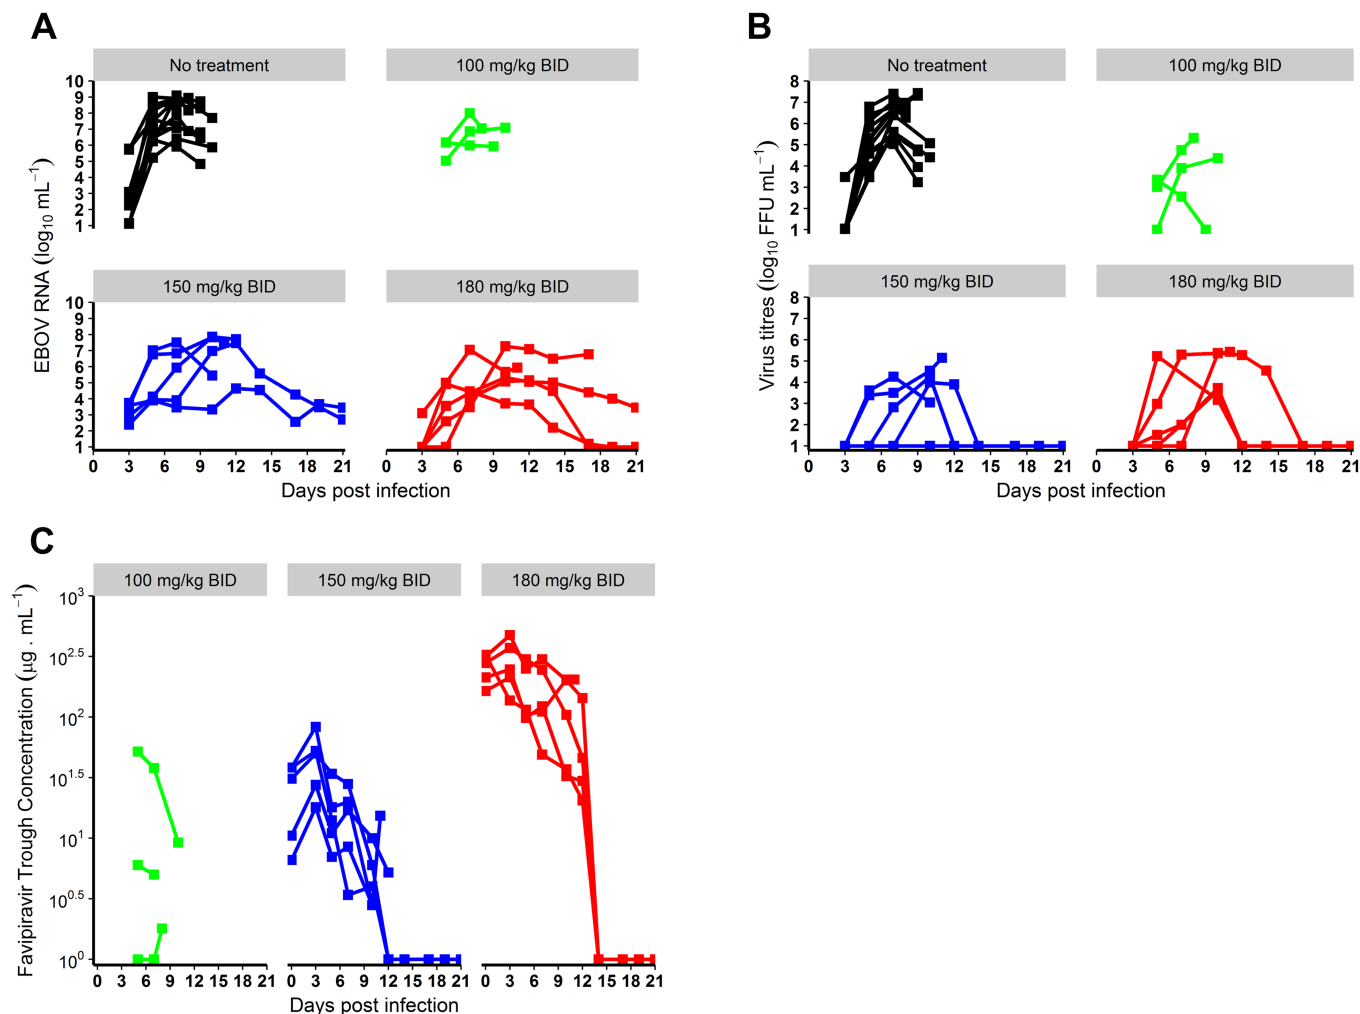 A
No treatment
100 mg/kg BID
10
9
8
7
6
5
4
3
2
1
150 mg/kg BID
180 mg/kg BID
10
9
8
7
6
5
4
3
2
1
0 3 6 9 12 15 18 21
0 3 6 9 12 15 18 21
EBOV RNA (log10 mL−1)
Days post infection
B
No treatment
100 mg/kg BID
8
7
6
5
4
3
2
1
150 mg/kg BID
180 mg/kg BID
8
7
6
5
4
3
2
1
0 3 6 9 12 15 18 21
0 3 6 9 12 15 18 21
Virus titres (log10 FFU mL−1)
Days post infection
C
100 mg/kg BID
150 mg/kg BID
180 mg/kg BID
10^3
10^2.5
10^2
10^1.5
10^1
10^0.5
10^0
0 3 6 9 12 15 18 21
0 3 6 9 12 15 18 21
0 3 6 9 12 15 18 21
Favipiravir Trough Concentration (µg . mL−1)
Days post infection